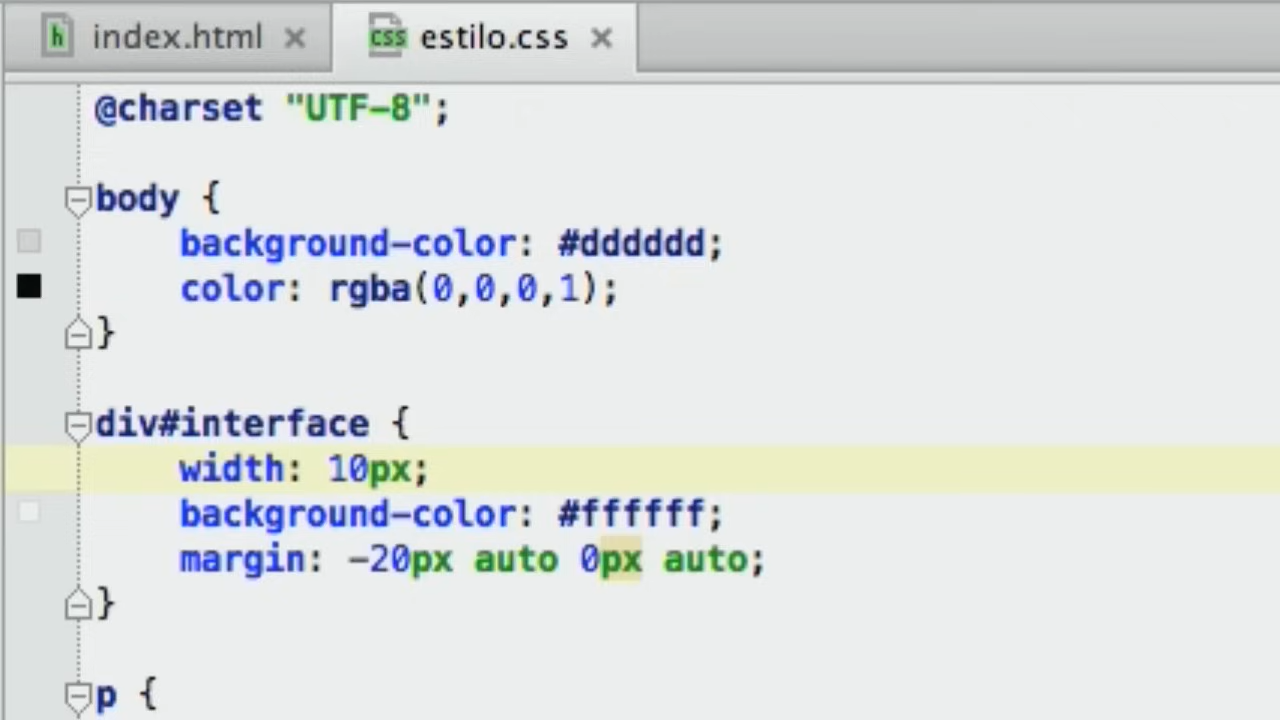 index.html estilo.css
@charset "UTF-8";
body {
background-color: #dddddd;
color: rgba(0,0,0,1);
}
div#interface {
width: 10px;
background-color: #ffffff;
margin: -20px auto 0px auto;
}
p {